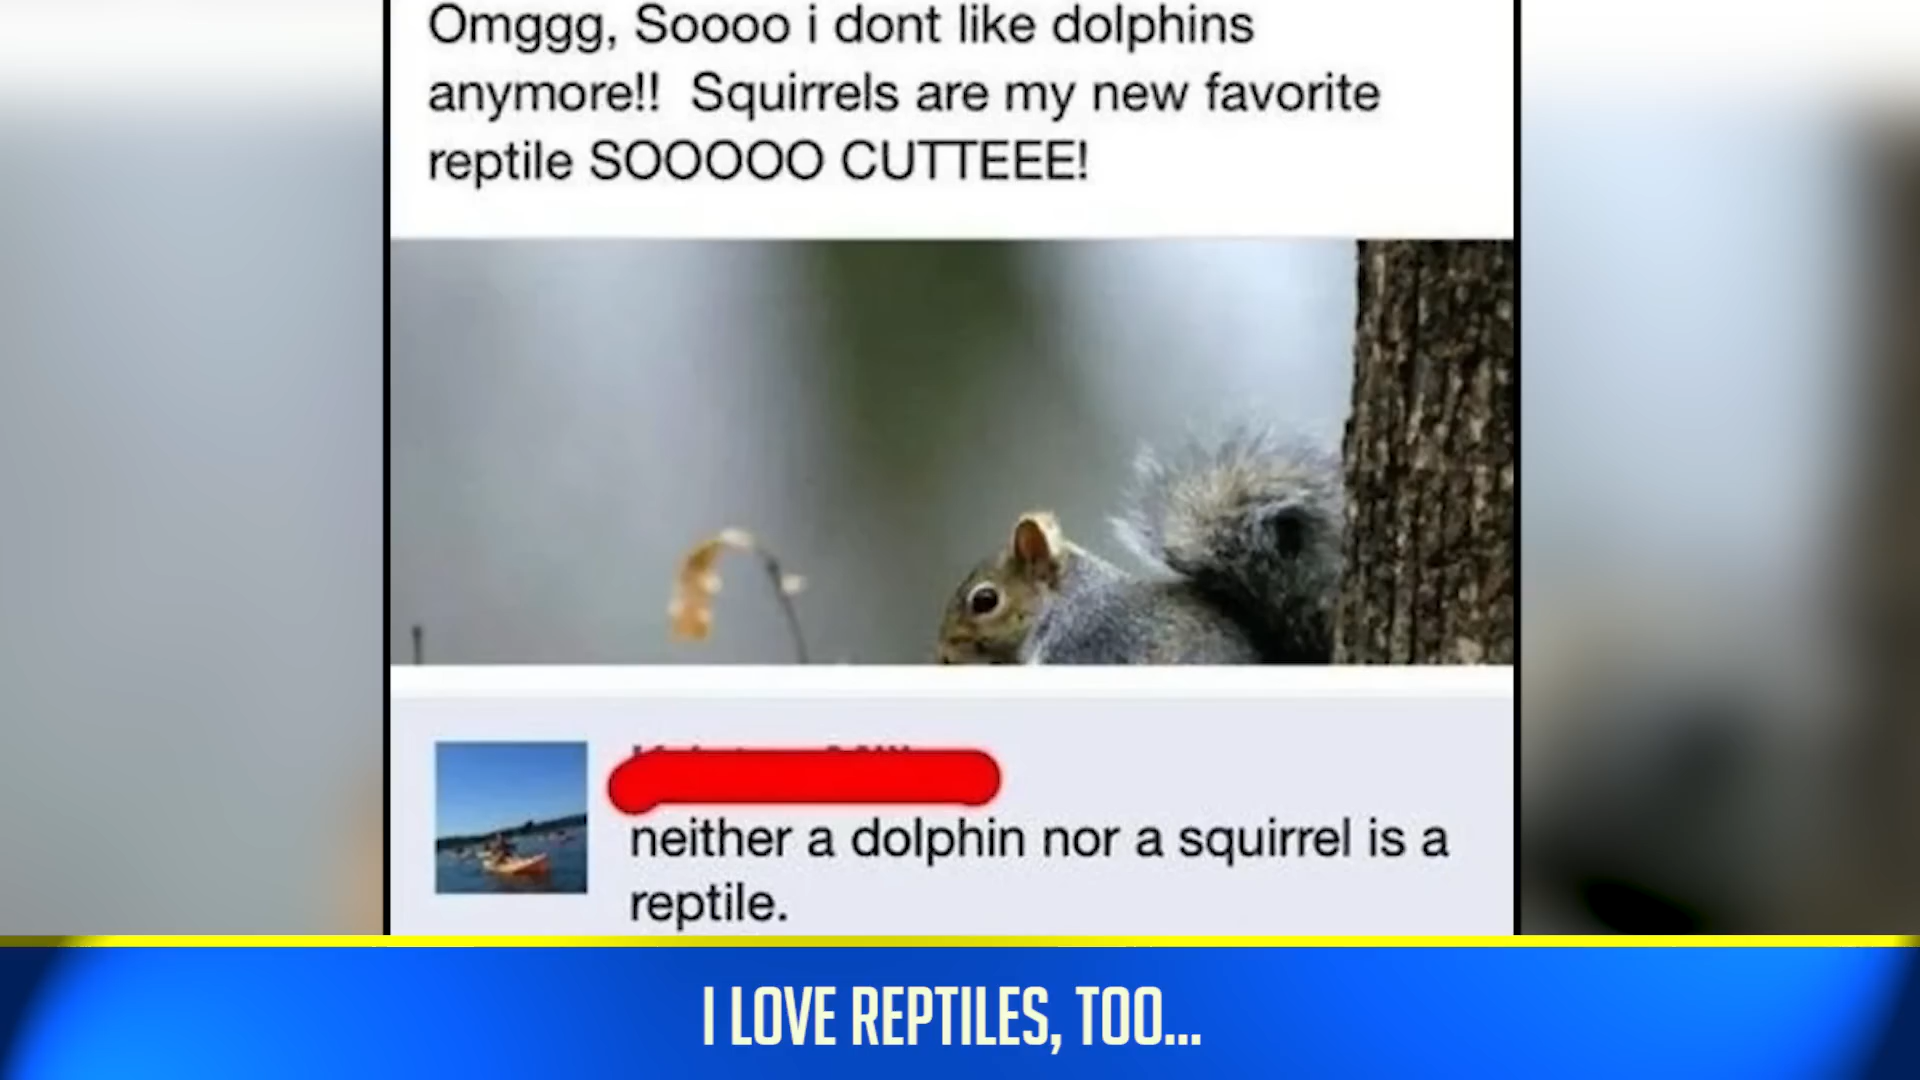 Omggg, Soooo i dont like dolphins
anymore!! Squirrels are my new favorite
reptile SOOOOO CUTTEEE!
neither a dolphin nor a squirrel is a
reptile.
I LOVE REPTILES, TOO...